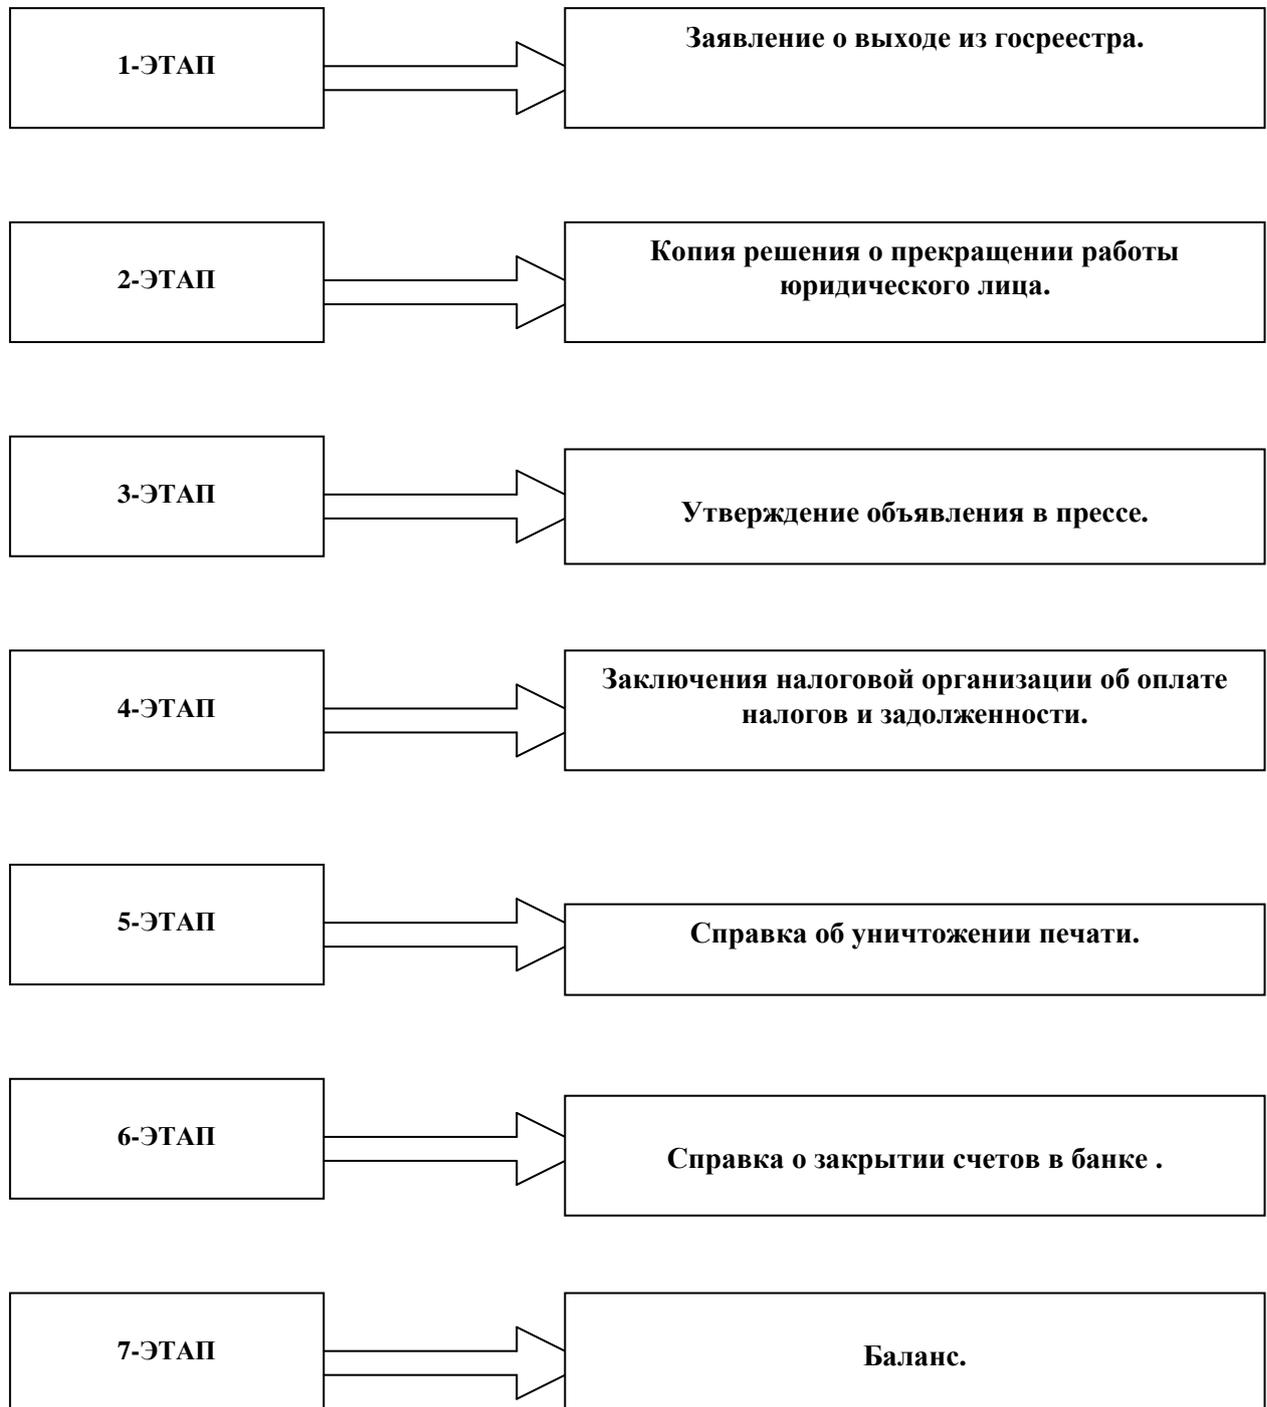 1-ЭТАП
Заявление о выходе из госреестра.
2-ЭТАП
Копия решения о прекращении работы
юридического лица.
3-ЭТАП
Утверждение объявления в прессе.
4-ЭТАП
Заключения налоговой организации об оплате
налогов и задолженности.
5-ЭТАП
Справка об уничтожении печати.
6-ЭТАП
Справка о закрытии счетов в банке .
7-ЭТАП
Баланс.